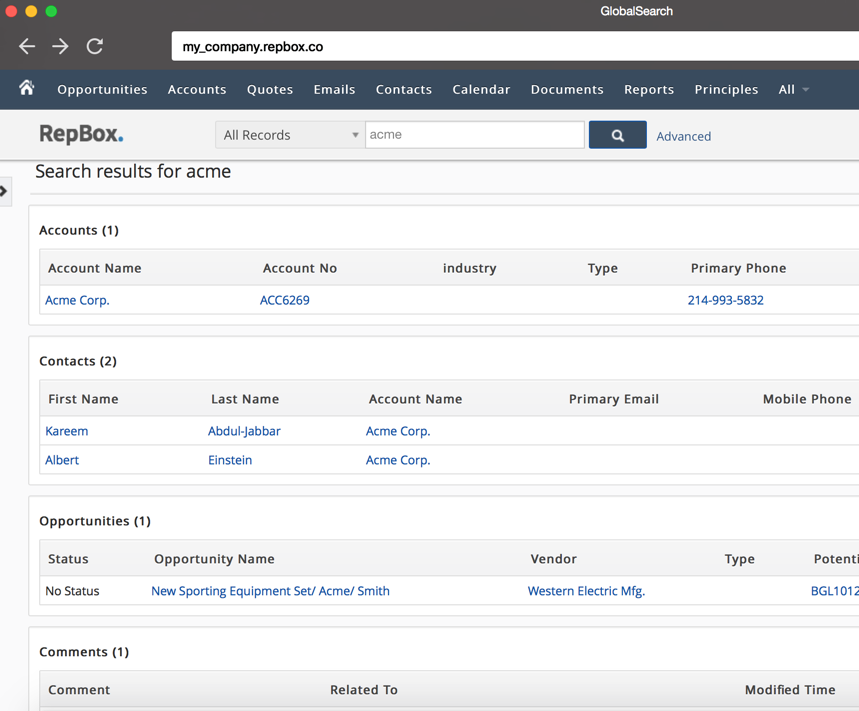 GlobalSearch
my_company.repbox.co
Opportunities Accounts Quotes Emails Contacts Calendar Documents Reports Principles All
RepBox. All Records acme Advanced
Search results for acme
Accounts (1)
Account Name Account No industry Type Primary Phone
Acme Corp. ACC6269 214-993-5832
Contacts (2)
First Name Last Name Account Name Primary Email Mobile Phone
Kareem Abdul-Jabbar Acme Corp.
Albert Einstein Acme Corp.
Opportunities (1)
Status Opportunity Name Vendor Type Potenti
No Status New Sporting Equipment Set/ Acme/ Smith Western Electric Mfg. BGL1012
Comments (1)
Comment Related To Modified Time